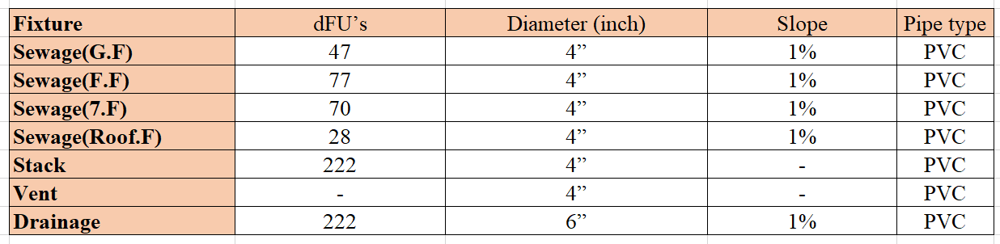 Fixture dFU’s Diameter (inch) Slope Pipe type
Sewage(G.F) 47 4” 1% PVC
Sewage(F.F) 77 4” 1% PVC
Sewage(7.F) 70 4” 1% PVC
Sewage(Roof.F) 28 4” 1% PVC
Stack 222 4” - PVC
Vent - 4” - PVC
Drainage 222 6” 1% PVC